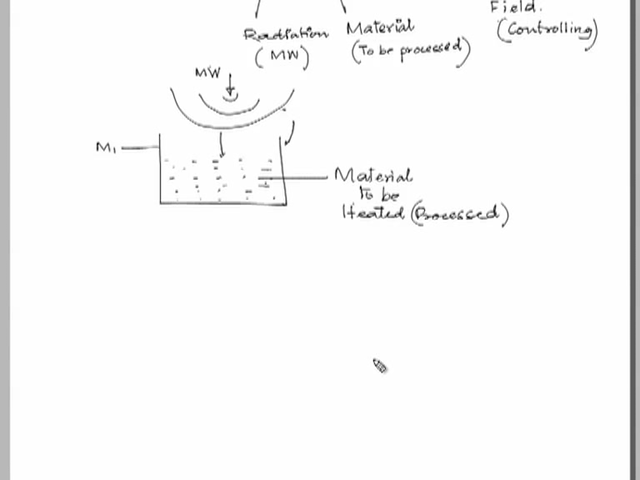 Field.
(Controlling)
Radiation
(MW)
Material
(To be processed)
MW
M1
Material
To be
Heated (Processed)